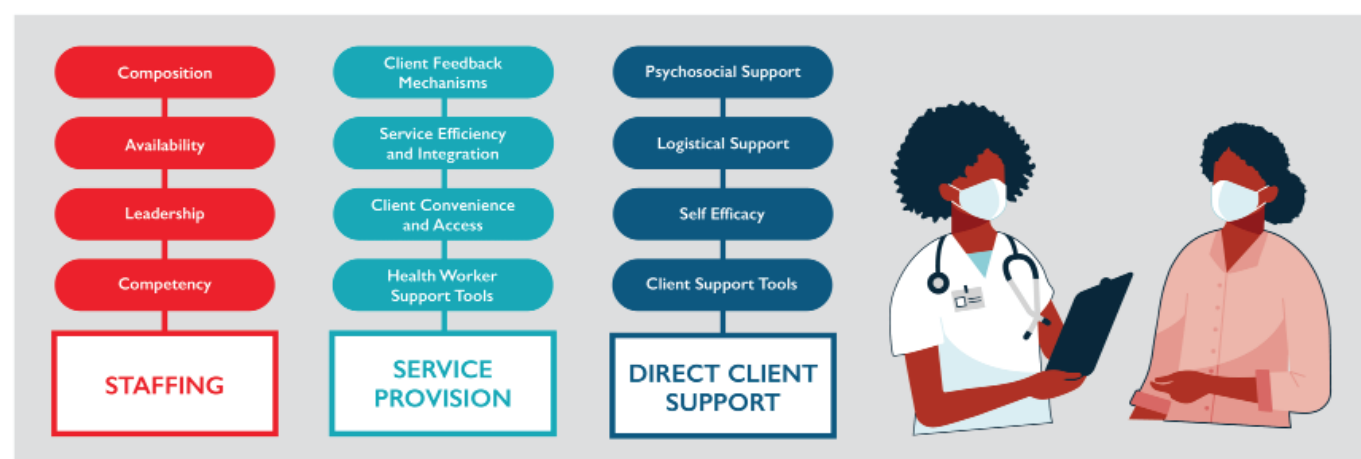 Composition
Availability
Leadership
Competency
STAFFING
Client Feedback
Mechanisms
Service Efficiency
and Integration
Client Convenience
and Access
Health Worker
Support Tools
SERVICE
PROVISION
Psychosocial Support
Logistical Support
Self Efficacy
Client Support Tools
DIRECT CLIENT
SUPPORT